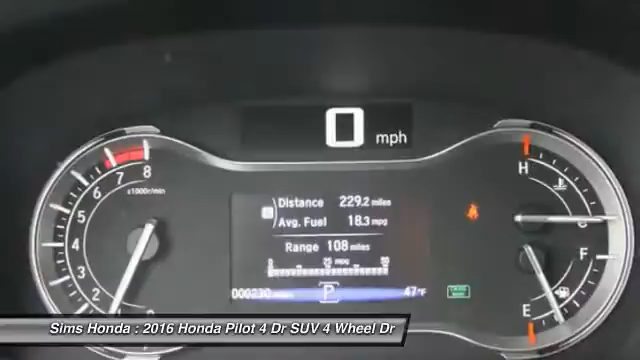 0 mph
8
7
6
5
4
3
2
x1000r/min
Distance 229.2 miles
Avg. Fuel 18.3 mpg
Range 108 miles
0 25 mpg 50
000230 P 47°F
H
C
F
E
Sims Honda : 2016 Honda Pilot 4 Dr SUV 4 Wheel Dr